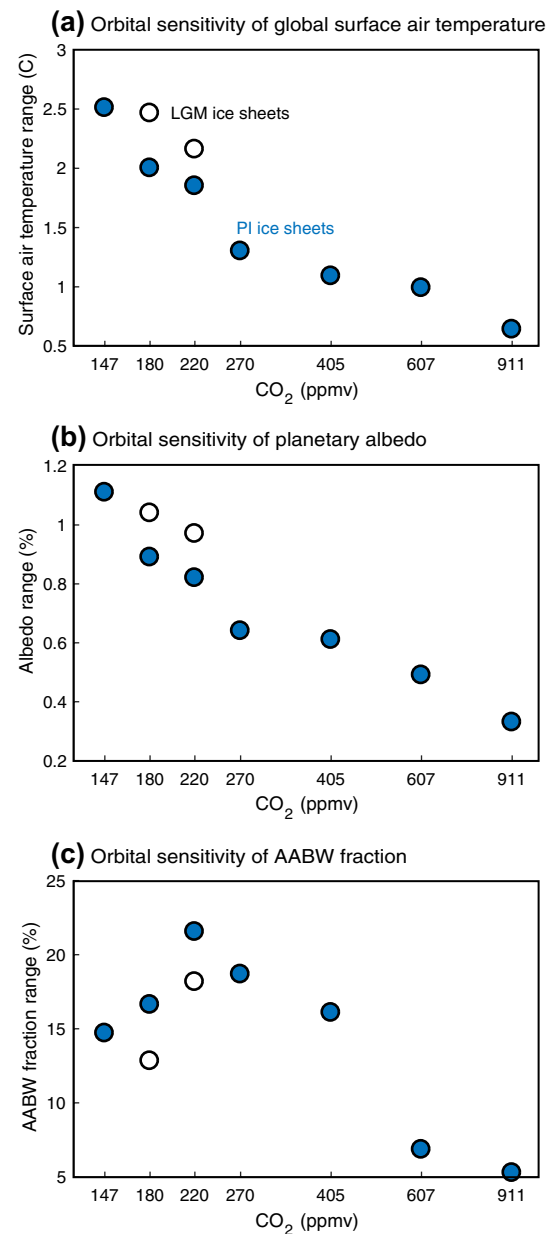 (a) Orbital sensitivity of global surface air temperature
3
2.5
2
1.5
1
0.5
Surface air temperature range (C)
LGM ice sheets
PI ice sheets
147 180 220 270 405 607 911
CO2 (ppmv)
(b) Orbital sensitivity of planetary albedo
1.2
1
0.8
0.6
0.4
0.2
Albedo range (%)
147 180 220 270 405 607 911
CO2 (ppmv)
(c) Orbital sensitivity of AABW fraction
25
20
15
10
5
AABW fraction range (%)
147 180 220 270 405 607 911
CO2 (ppmv)